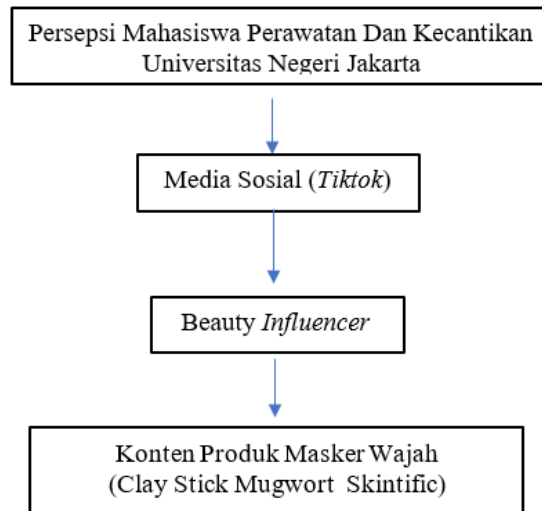 Persepsi Mahasiswa Perawatan Dan Kecantikan
Universitas Negeri Jakarta
Media Sosial (Tiktok)
Beauty Influencer
Konten Produk Masker Wajah
(Clay Stick Mugwort Skintific)